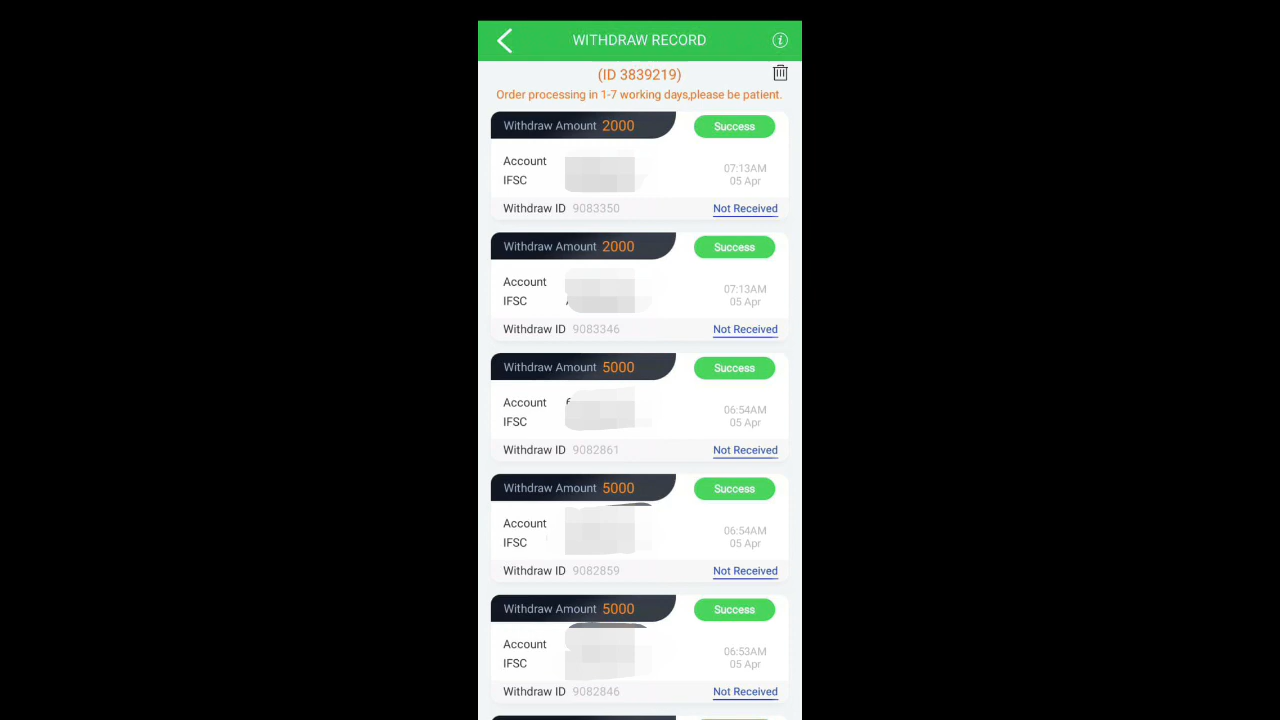 WITHDRAW RECORD
(ID 3839219)
Order processing in 1-7 working days,please be patient.
Withdraw Amount 2000 Success
Account
07:13AM
IFSC
05 Apr
Withdraw ID 9083350 Not Received
Withdraw Amount 2000 Success
Account
07:13AM
IFSC
05 Apr
Withdraw ID 9083346 Not Received
Withdraw Amount 5000 Success
Account
06:54AM
IFSC
05 Apr
Withdraw ID 9082861 Not Received
Withdraw Amount 5000 Success
Account
06:54AM
IFSC
05 Apr
Withdraw ID 9082859 Not Received
Withdraw Amount 5000 Success
Account
06:53AM
IFSC
05 Apr
Withdraw ID 9082846 Not Received